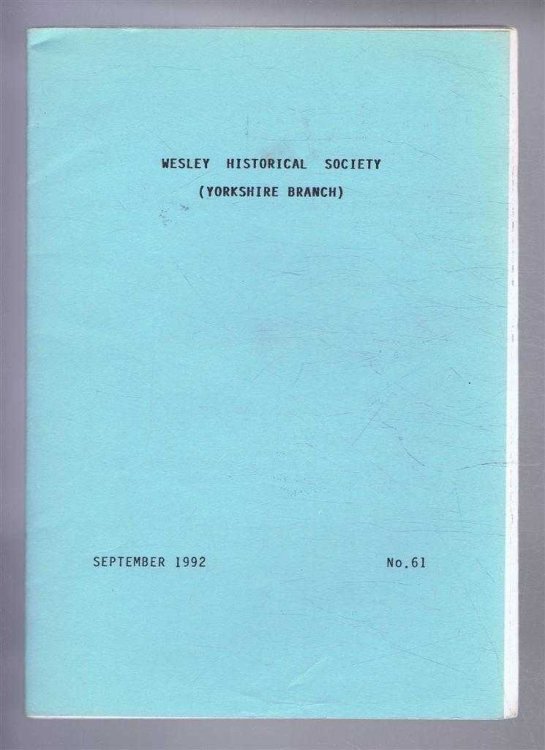 WESLEY HISTORICAL SOCIETY
(YORKSHIRE BRANCH)
SEPTEMBER 1992 No.61